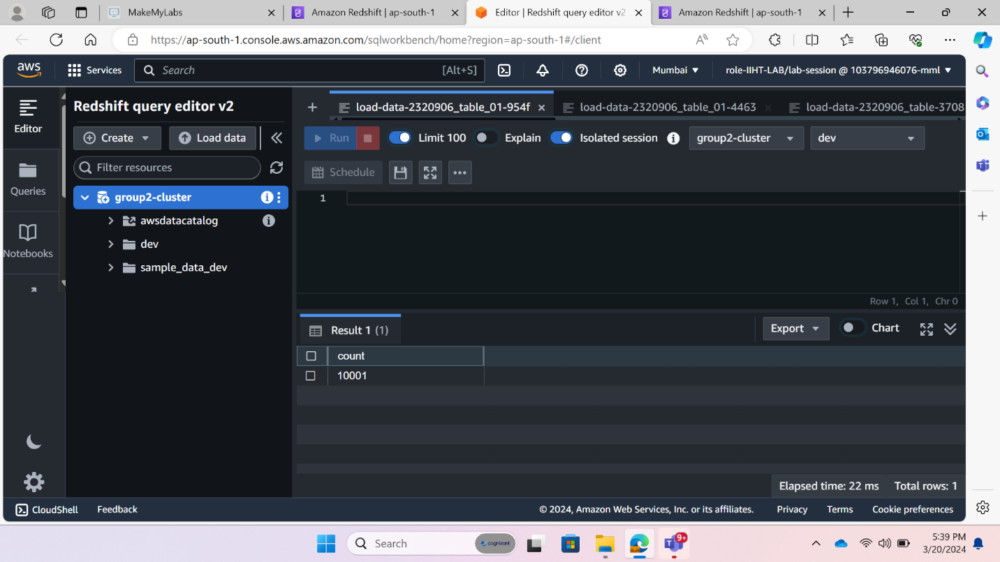 MakeMyLabs
Amazon Redshift | ap-south-1
Editor | Redshift query editor v2
Amazon Redshift | ap-south-1
https://ap-south-1.console.aws.amazon.com/sqlworkbench/home?region=ap-south-1#/client
aws
Services
Search
[Alt+S]
Mumbai
role-IIHT-LAB/lab-session @ 103796946076-mml
Editor
Queries
Notebooks
Redshift query editor v2
Create
Load data
Filter resources
group2-cluster
awsdatacatalog
dev
sample_data_dev
load-data-2320906_table_01-954f
load-data-2320906_table_01-4463
load-data-2320906_table-3708
Run
Limit 100
Explain
Isolated session
group2-cluster
dev
Schedule
1
Row 1, Col 1, Chr 0
Result 1 (1)
Export
Chart
count
10001
Elapsed time: 22 ms
Total rows: 1
CloudShell
Feedback
© 2024, Amazon Web Services, Inc. or its affiliates.
Privacy
Terms
Cookie preferences
Search
cognizant
9+
5:39 PM
3/20/2024